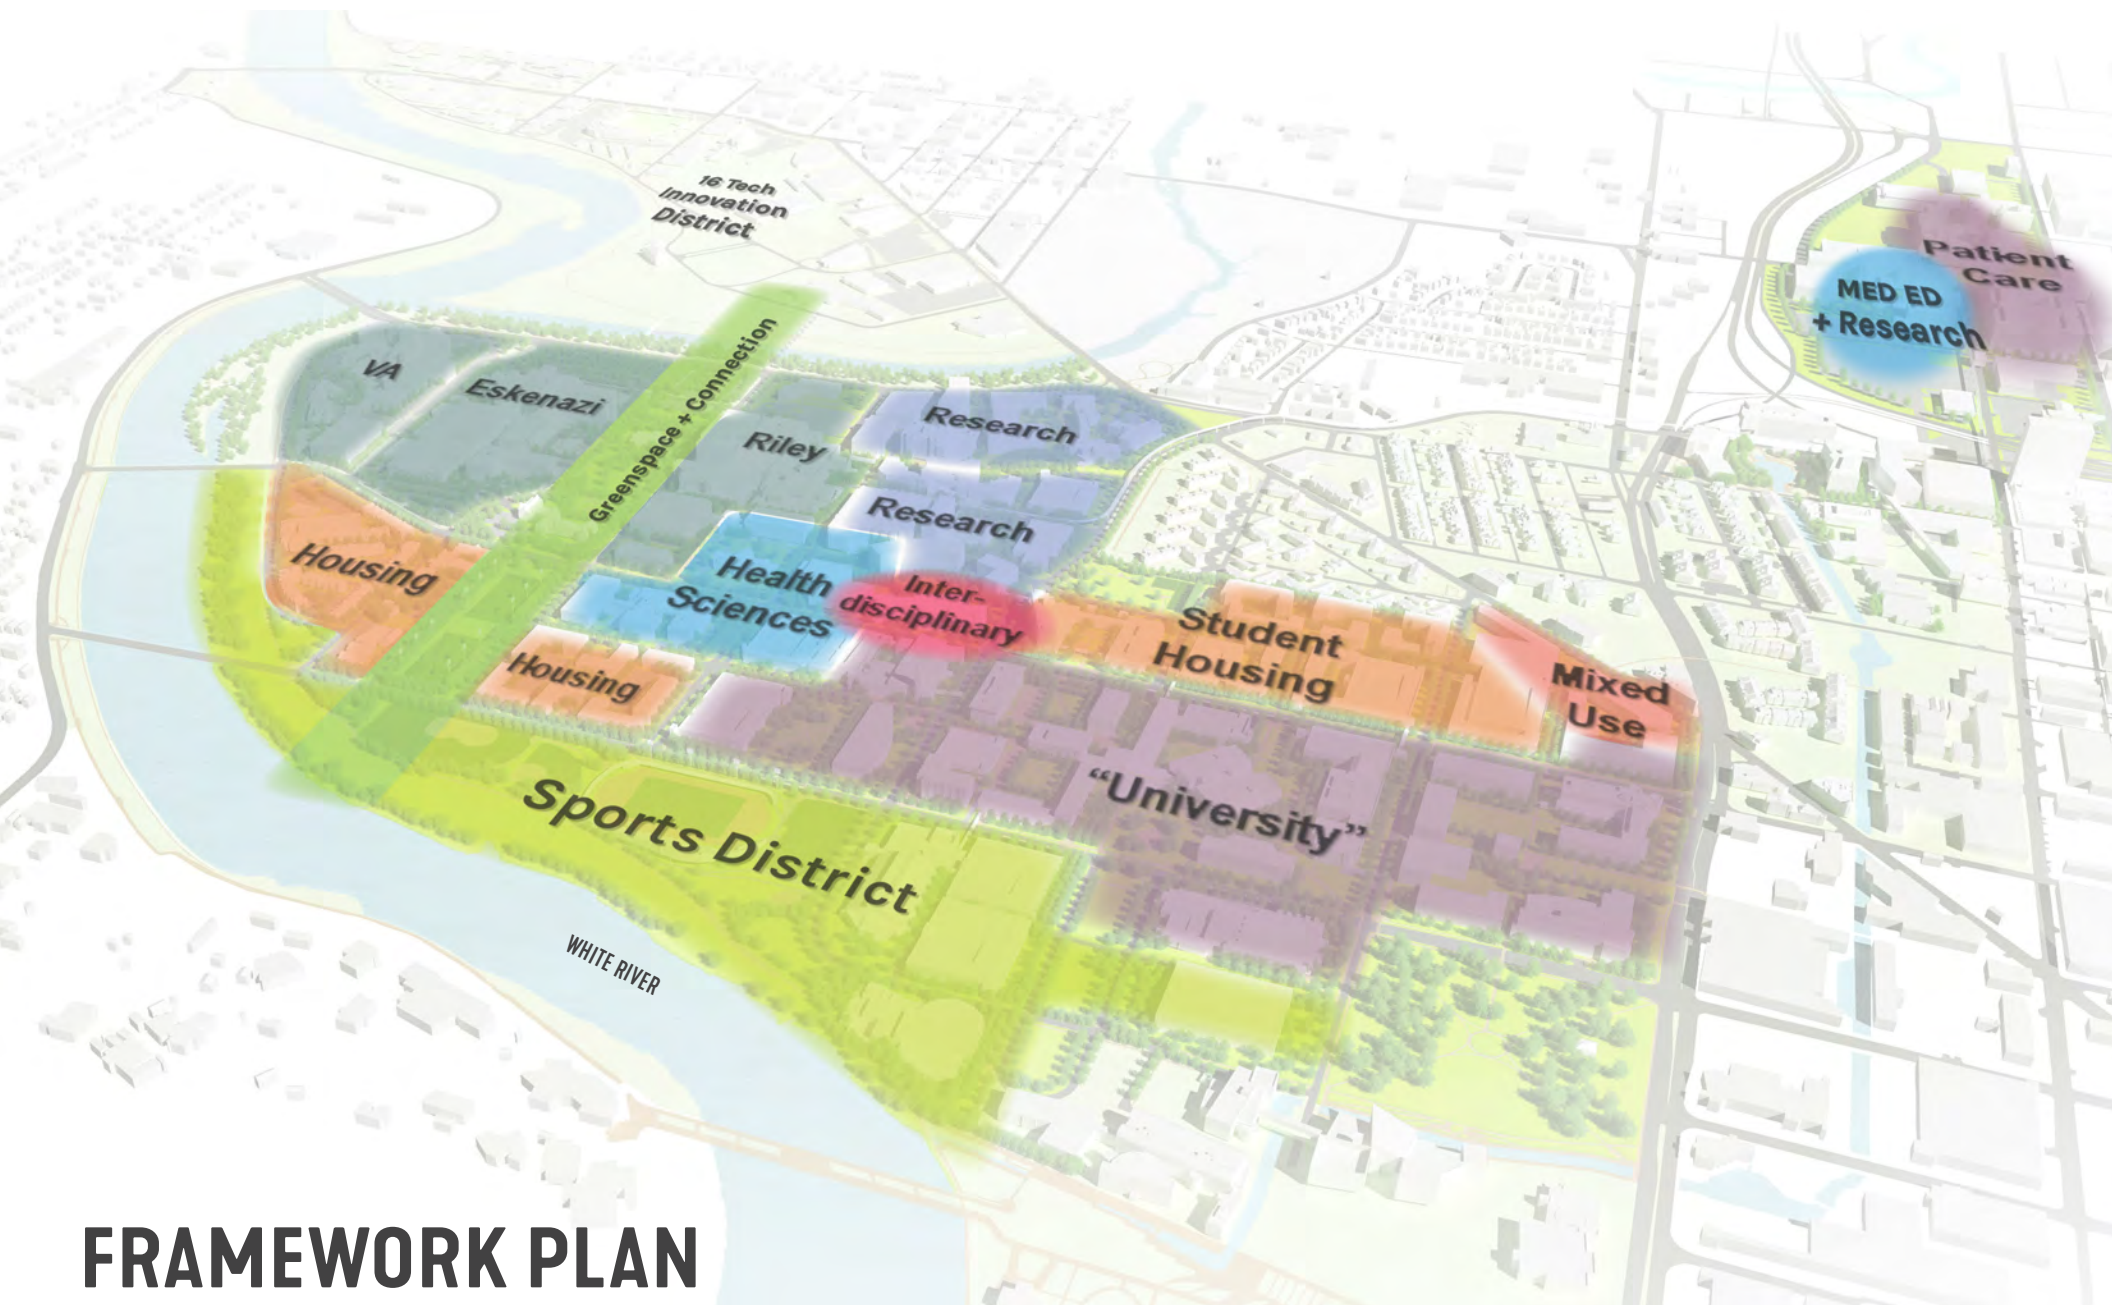 16 Tech
Innovation
District
Patient
Care
MED ED
+ Research
VA
Eskenazi
Greenspace + Connection
Riley
Research
Research
Housing
Health
Sciences
Inter-
disciplinary
Student
Housing
Housing
Mixed
Use
"University"
Sports District
WHITE RIVER
FRAMEWORK PLAN